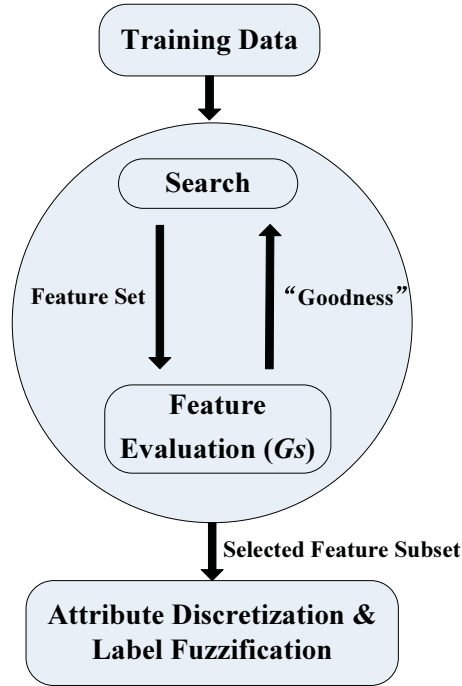 Training Data
Search
Feature Set
“Goodness”
Feature
Evaluation (Gs)
Selected Feature Subset
Attribute Discretization &
Label Fuzzification